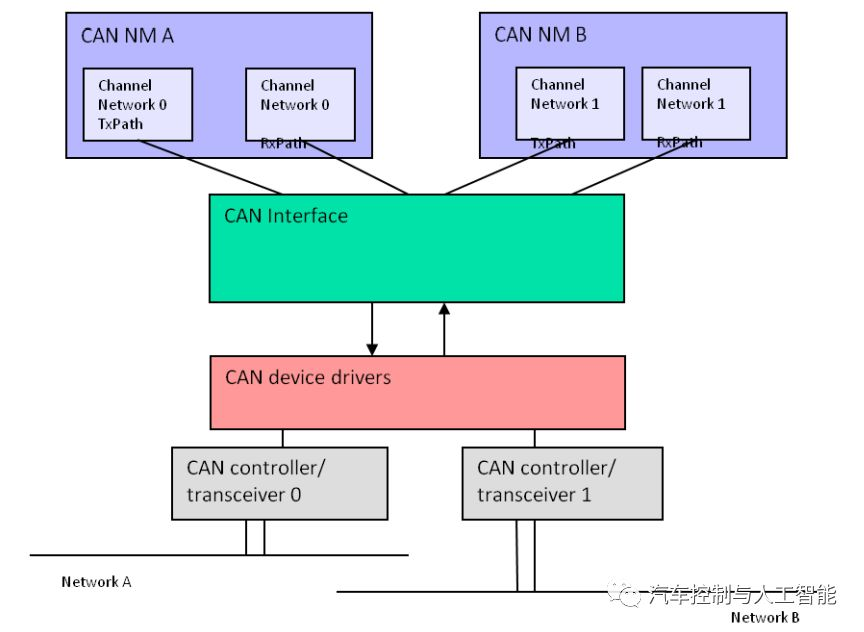 CAN NM A
Channel
Network 0
TxPath
Channel
Network 0
RxPath
CAN NM B
Channel
Network 1
TxPath
Channel
Network 1
RxPath
CAN Interface
CAN device drivers
CAN controller/
transceiver 0
CAN controller/
transceiver 1
Network A
汽车控制与人工智能
Network B